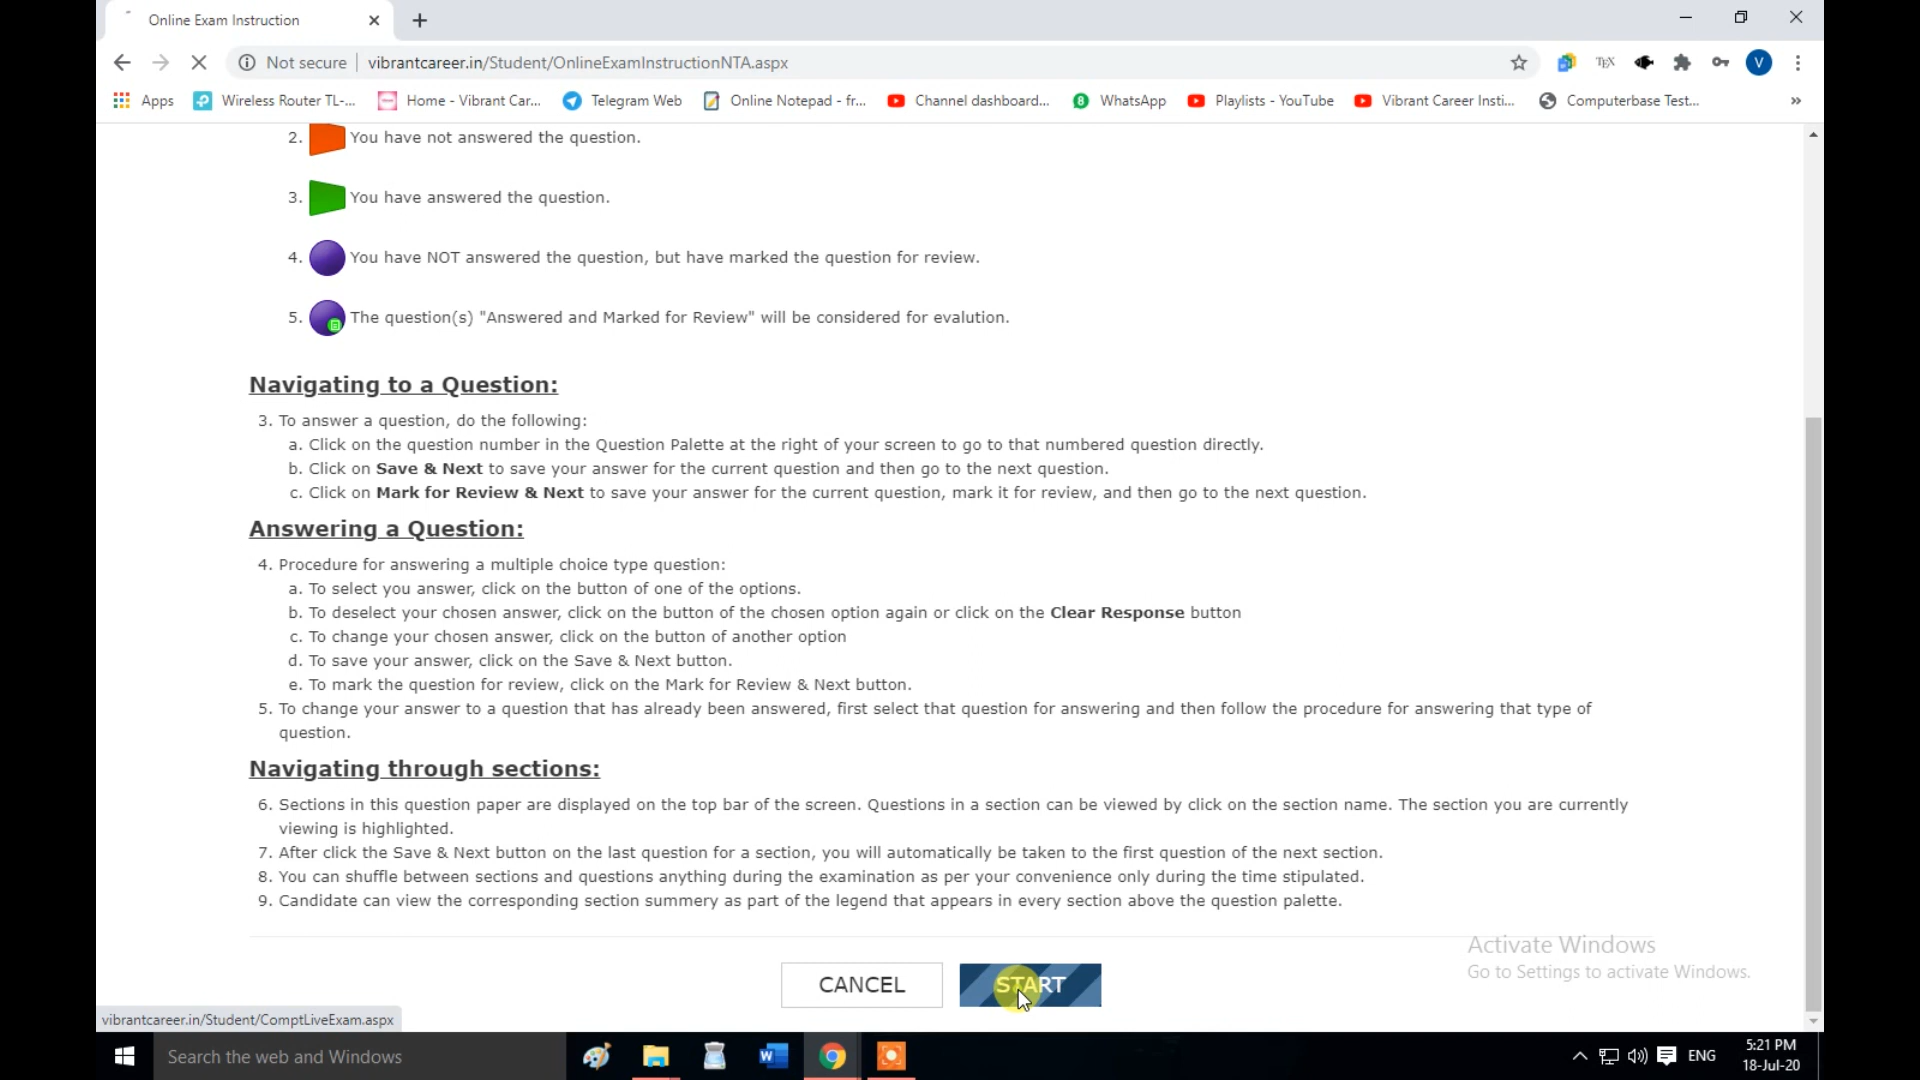 Online Exam Instruction
Not secure
vibrantcareer.in/Student/OnlineExamInstructionNTA.aspx
TEX
V
Apps
Wireless Router TL-...
Home - Vibrant Car...
Telegram Web
Online Notepad - fr...
Channel dashboard...
8
WhatsApp
Playlists - YouTube
Vibrant Career Insti...
Computerbase Test...
»
2. You have not answered the question.
3. You have answered the question.
4. You have NOT answered the question, but have marked the question for review.
5. The question(s) "Answered and Marked for Review" will be considered for evalution.
Navigating to a Question:
3. To answer a question, do the following:
a. Click on the question number in the Question Palette at the right of your screen to go to that numbered question directly.
b. Click on Save & Next to save your answer for the current question and then go to the next question.
c. Click on Mark for Review & Next to save your answer for the current question, mark it for review, and then go to the next question.
Answering a Question:
4. Procedure for answering a multiple choice type question:
a. To select you answer, click on the button of one of the options.
b. To deselect your chosen answer, click on the button of the chosen option again or click on the Clear Response button
c. To change your chosen answer, click on the button of another option
d. To save your answer, click on the Save & Next button.
e. To mark the question for review, click on the Mark for Review & Next button.
5. To change your answer to a question that has already been answered, first select that question for answering and then follow the procedure for answering that type of
question.
Navigating through sections:
6. Sections in this question paper are displayed on the top bar of the screen. Questions in a section can be viewed by click on the section name. The section you are currently
viewing is highlighted.
7. After click the Save & Next button on the last question for a section, you will automatically be taken to the first question of the next section.
8. You can shuffle between sections and questions anything during the examination as per your convenience only during the time stipulated.
9. Candidate can view the corresponding section summery as part of the legend that appears in every section above the question palette.
Activate Windows
Go to Settings to activate Windows.
CANCEL
START
vibrantcareer.in/Student/ComptLiveExam.aspx
Search the web and Windows
ENG
5:21 PM
18-Jul-20